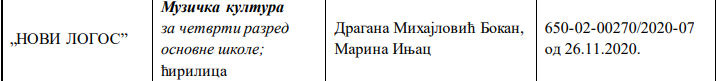 „НОВИ ЛОГОС”
Музичка култура
за четврти разред
основне школе;
ћирилица
Драгана Михајловић Бокан,
Марина Ињац
650-02-00270/2020-07
од 26.11.2020.